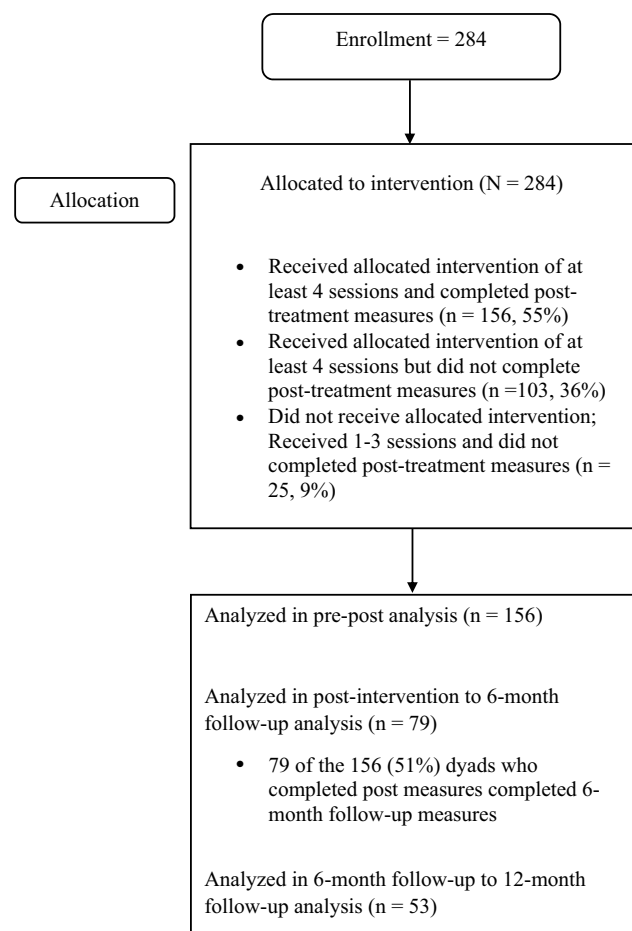 Enrollment = 284
Allocation
Allocated to intervention (N = 284)
• Received allocated intervention of at
least 4 sessions and completed post-
treatment measures (n = 156, 55%)
• Received allocated intervention of at
least 4 sessions but did not complete
post-treatment measures (n =103, 36%)
• Did not receive allocated intervention;
Received 1-3 sessions and did not
completed post-treatment measures (n =
25, 9%)
Analyzed in pre-post analysis (n = 156)
Analyzed in post-intervention to 6-month
follow-up analysis (n = 79)
• 79 of the 156 (51%) dyads who
completed post measures completed 6-
month follow-up measures
Analyzed in 6-month follow-up to 12-month
follow-up analysis (n = 53)